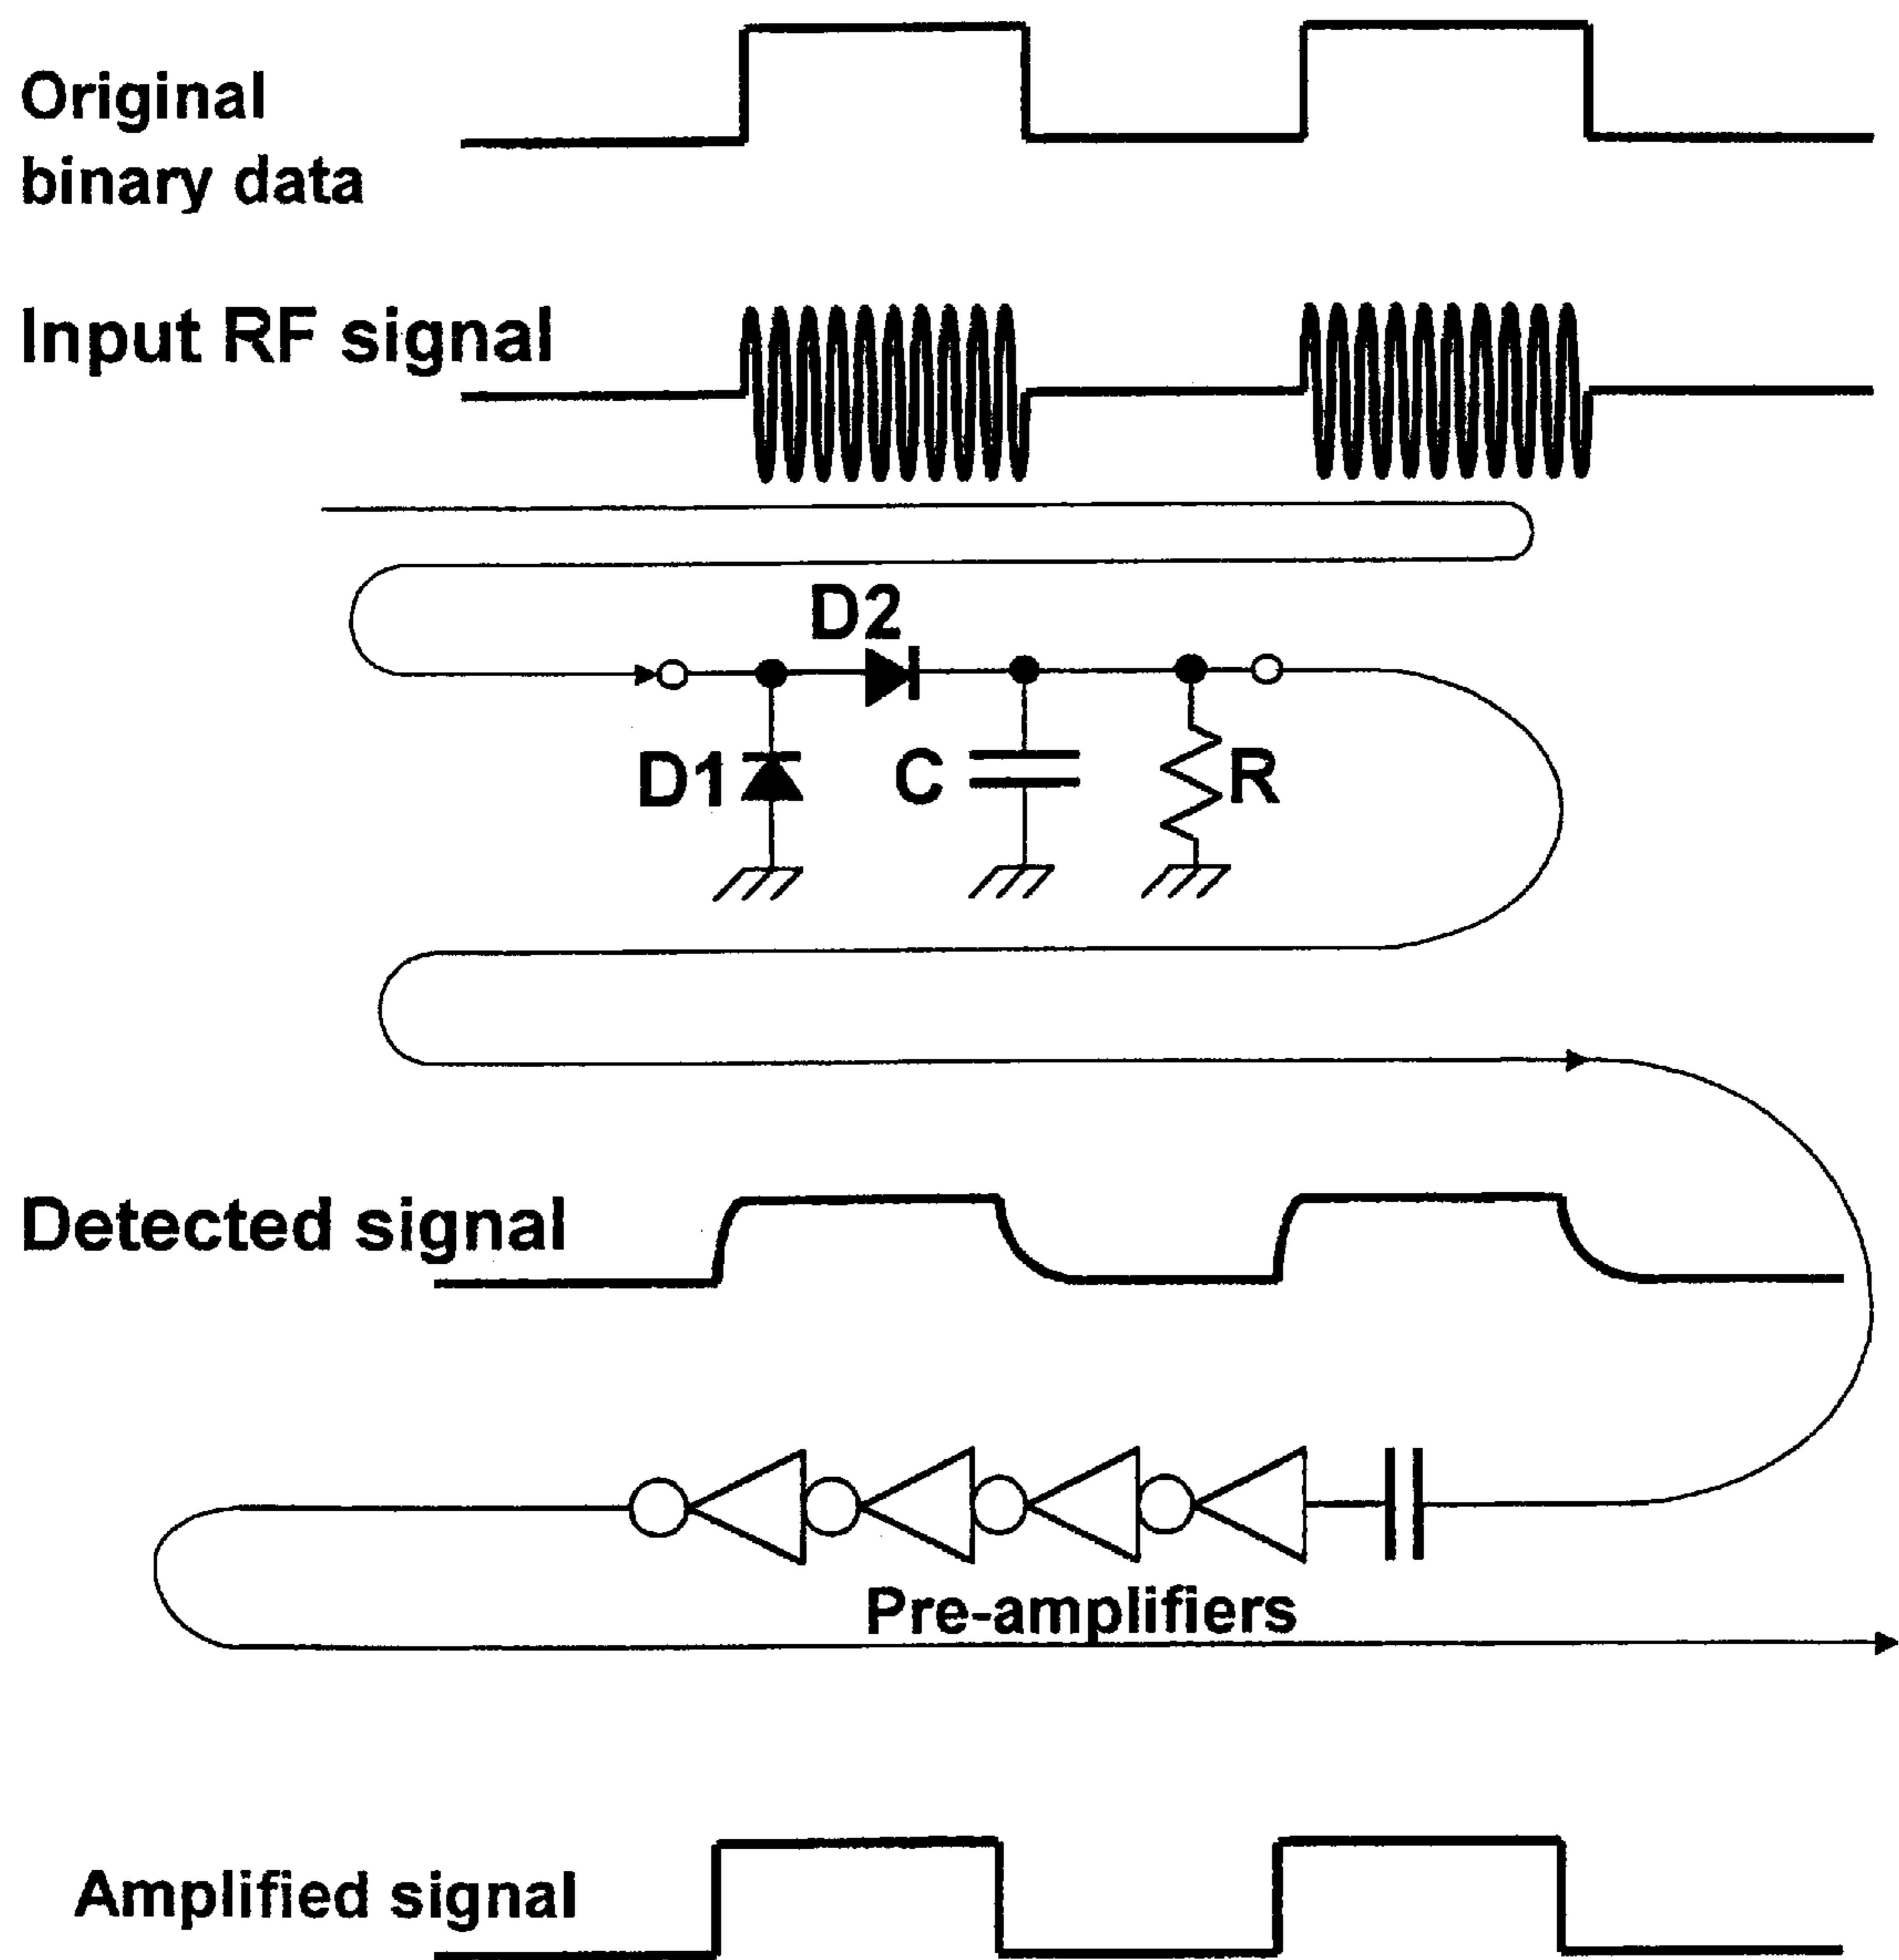 Original
binary data
Input RF signal
D2
D1
C
R
Detected signal
Pre-amplifiers
Amplified signal